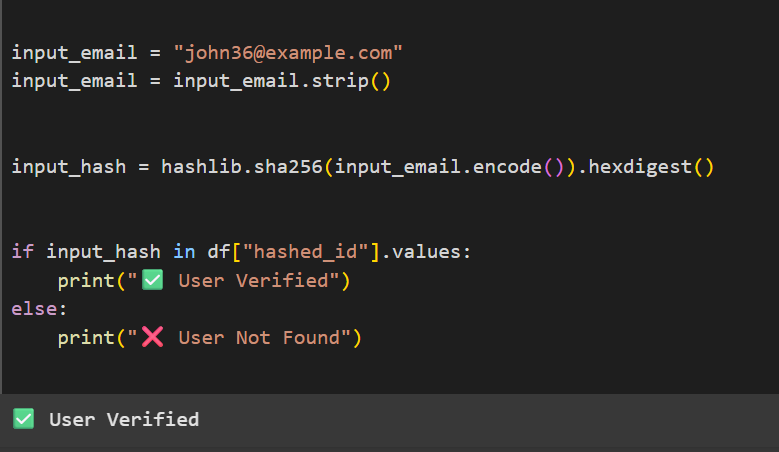 input_email = "john36@example.com"
input_email = input_email.strip()
input_hash = hashlib.sha256(input_email.encode()).hexdigest()
if input_hash in df["hashed_id"].values:
    print("✅ User Verified")
else:
    print("❌ User Not Found")
✅ User Verified